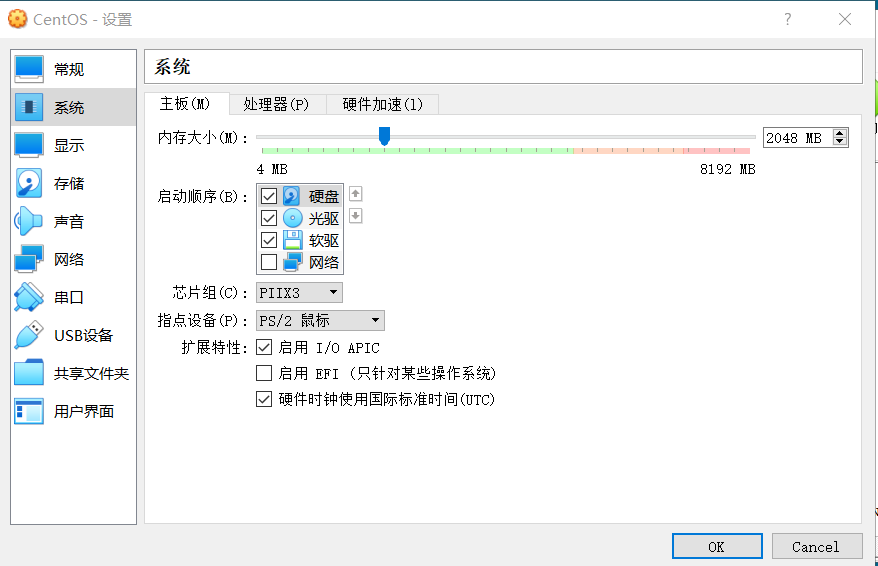 CentOS - 设置
常规
系统
显示
存储
声音
网络
串口
USB设备
共享文件夹
用户界面
系统
主板(M) 处理器(P) 硬件加速(l)
内存大小(M): 2048 MB
4 MB 8192 MB
启动顺序(B): 硬盘
光驱
软驱
网络
芯片组(C): PIIX3
指点设备(P): PS/2 鼠标
扩展特性: 启用 I/O APIC
启用 EFI (只针对某些操作系统)
硬件时钟使用国际标准时间(UTC)
OK Cancel